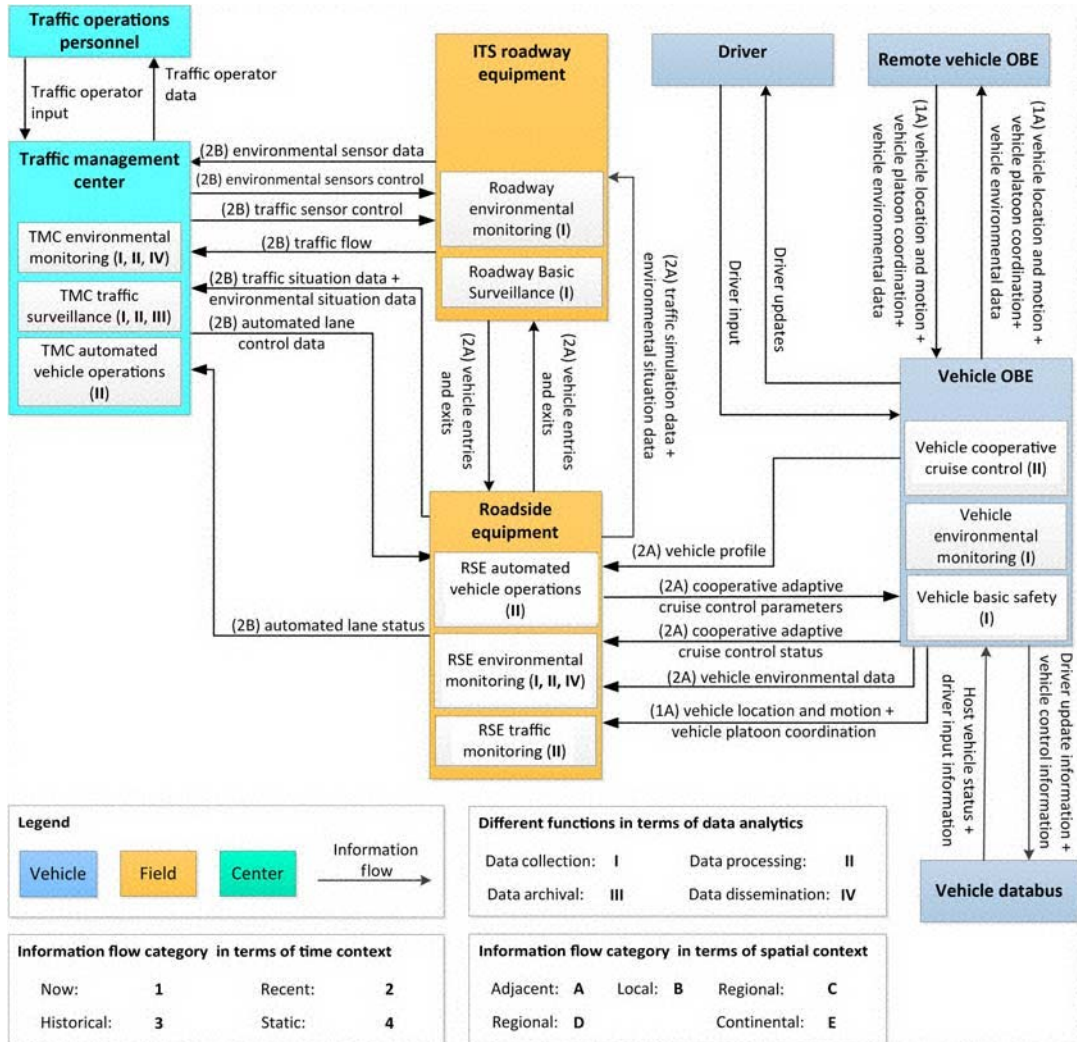 Traffic operations
personnel
Traffic operator
input
Traffic operator
data
Traffic management
center
TMC environmental
monitoring (I, II, IV)
TMC traffic
surveillance (I, II, III)
TMC automated
vehicle operations
(II)
ITS roadway
equipment
Roadway
environmental
monitoring (I)
Roadway Basic
Surveillance (I)
(2B) environmental sensor data
(2B) environmental sensors control
(2B) traffic sensor control
(2B) traffic flow
(2B) traffic situation data +
environmental situation data
(2B) automated lane
control data
(2B) automated lane status
(2A) vehicle entries
and exits
(2A) vehicle entries
and exits
(2A) traffic simulation data +
environmental situation data
Driver
Driver input
Driver updates
Remote vehicle OBE
(1A) vehicle location and motion +
vehicle platoon coordination+
vehicle environmental data
(1A) vehicle location and motion +
vehicle platoon coordination+
vehicle environmental data
Vehicle OBE
Vehicle cooperative
cruise control (II)
Vehicle
environmental
monitoring (I)
Vehicle basic safety
(I)
Roadside
equipment
RSE automated
vehicle operations
(II)
RSE environmental
monitoring (I, II, IV)
RSE traffic
monitoring (II)
(2A) vehicle profile
(2A) cooperative adaptive
cruise control parameters
(2A) cooperative adaptive
cruise control status
(2A) vehicle environmental data
(1A) vehicle location and motion +
vehicle platoon coordination
Host vehicle status +
driver input information
Driver update information +
vehicle control information
Vehicle databus
Legend
Vehicle
Field
Center
Information
flow
Different functions in terms of data analytics
Data collection: I Data processing: II
Data archival: III Data dissemination: IV
Information flow category in terms of time context
Now: 1 Recent: 2
Historical: 3 Static: 4
Information flow category in terms of spatial context
Adjacent: A Local: B Regional: C
Regional: D Continental: E